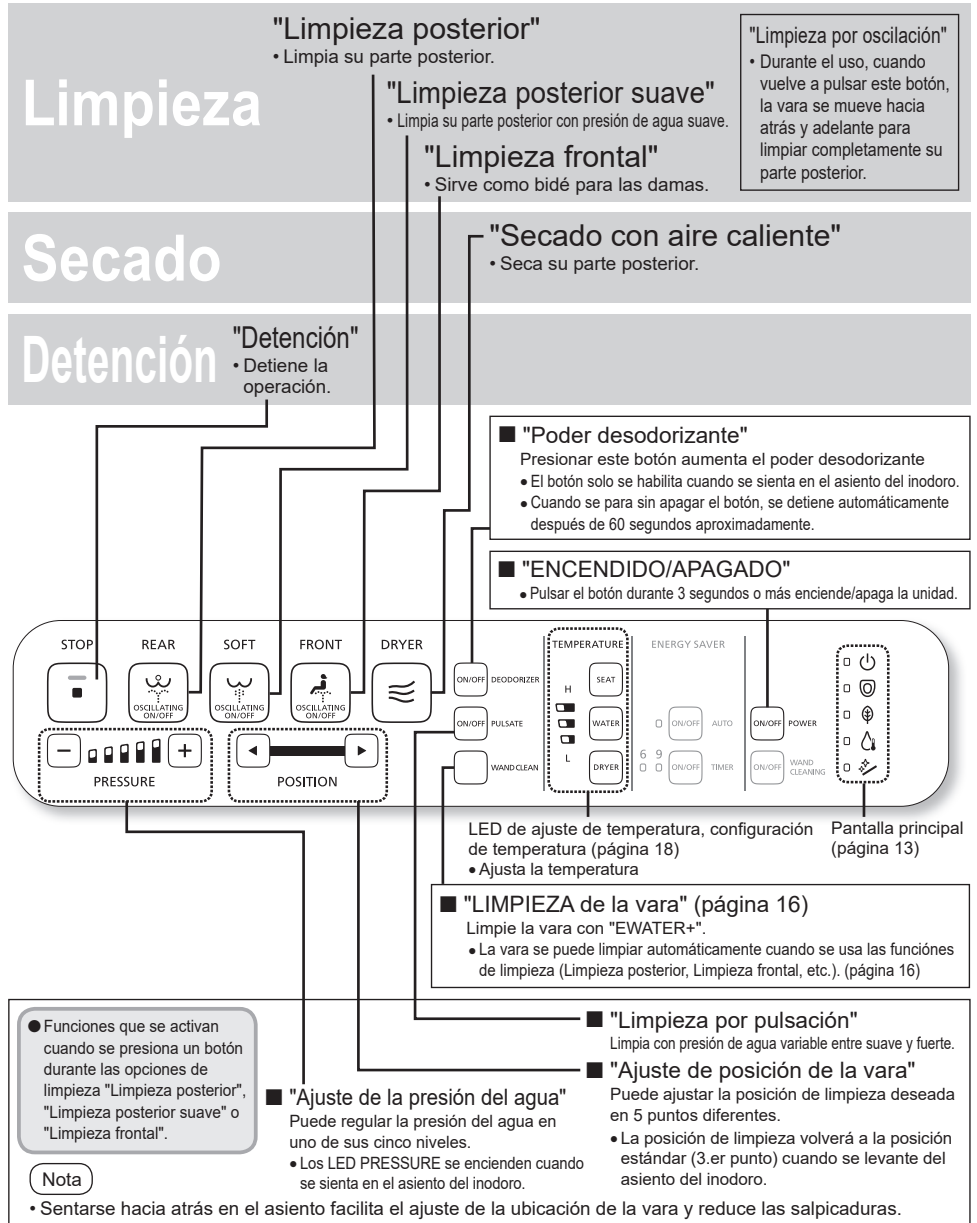 Limpieza
"Limpieza posterior"
• Limpia su parte posterior.
"Limpieza posterior suave"
• Limpia su parte posterior con presión de agua suave.
"Limpieza frontal"
• Sirve como bidé para las damas.
"Limpieza por oscilación"
• Durante el uso, cuando
vuelve a pulsar este botón,
la vara se mueve hacia
atrás y adelante para
limpiar completamente su
parte posterior.
Secado
"Secado con aire caliente"
• Seca su parte posterior.
Detención
"Detención"
• Detiene la
operación.
■ "Poder desodorizante"
Presionar este botón aumenta el poder desodorizante
● El botón solo se habilita cuando se sienta en el asiento del inodoro.
● Cuando se para sin apagar el botón, se detiene automáticamente
después de 60 segundos aproximadamente.
■ "ENCENDIDO/APAGADO"
● Pulsar el botón durante 3 segundos o más enciende/apaga la unidad.
STOP
REAR
SOFT
FRONT
DRYER
OSCILLATING
ON/OFF
OSCILLATING
ON/OFF
OSCILLATING
ON/OFF
PRESSURE
POSITION
ON/OFF DEODORIZER
ON/OFF PULSATE
WAND CLEAN
TEMPERATURE
H
L
SEAT
WATER
DRYER
ENERGY SAVER
ON/OFF AUTO
6 9
ON/OFF TIMER
ON/OFF POWER
ON/OFF WAND
CLEANING
LED de ajuste de temperatura, configuración
de temperatura (página 18)
● Ajusta la temperatura
Pantalla principal
(página 13)
■ "LIMPIEZA de la vara" (página 16)
Limpie la vara con "EWATER+".
● La vara se puede limpiar automáticamente cuando se usa las funciónes
de limpieza (Limpieza posterior, Limpieza frontal, etc.). (página 16)
● Funciones que se activan
cuando se presiona un botón
durante las opciones de
limpieza "Limpieza posterior",
"Limpieza posterior suave" o
"Limpieza frontal".
■ "Ajuste de la presión del agua"
Puede regular la presión del agua en
uno de sus cinco niveles.
● Los LED PRESSURE se encienden cuando
se sienta en el asiento del inodoro.
■ "Limpieza por pulsación"
Limpia con presión de agua variable entre suave y fuerte.
■ "Ajuste de posición de la vara"
Puede ajustar la posición de limpieza deseada
en 5 puntos diferentes.
● La posición de limpieza volverá a la posición
estándar (3.er punto) cuando se levante del
asiento del inodoro.
Nota
• Sentarse hacia atrás en el asiento facilita el ajuste de la ubicación de la vara y reduce las salpicaduras.